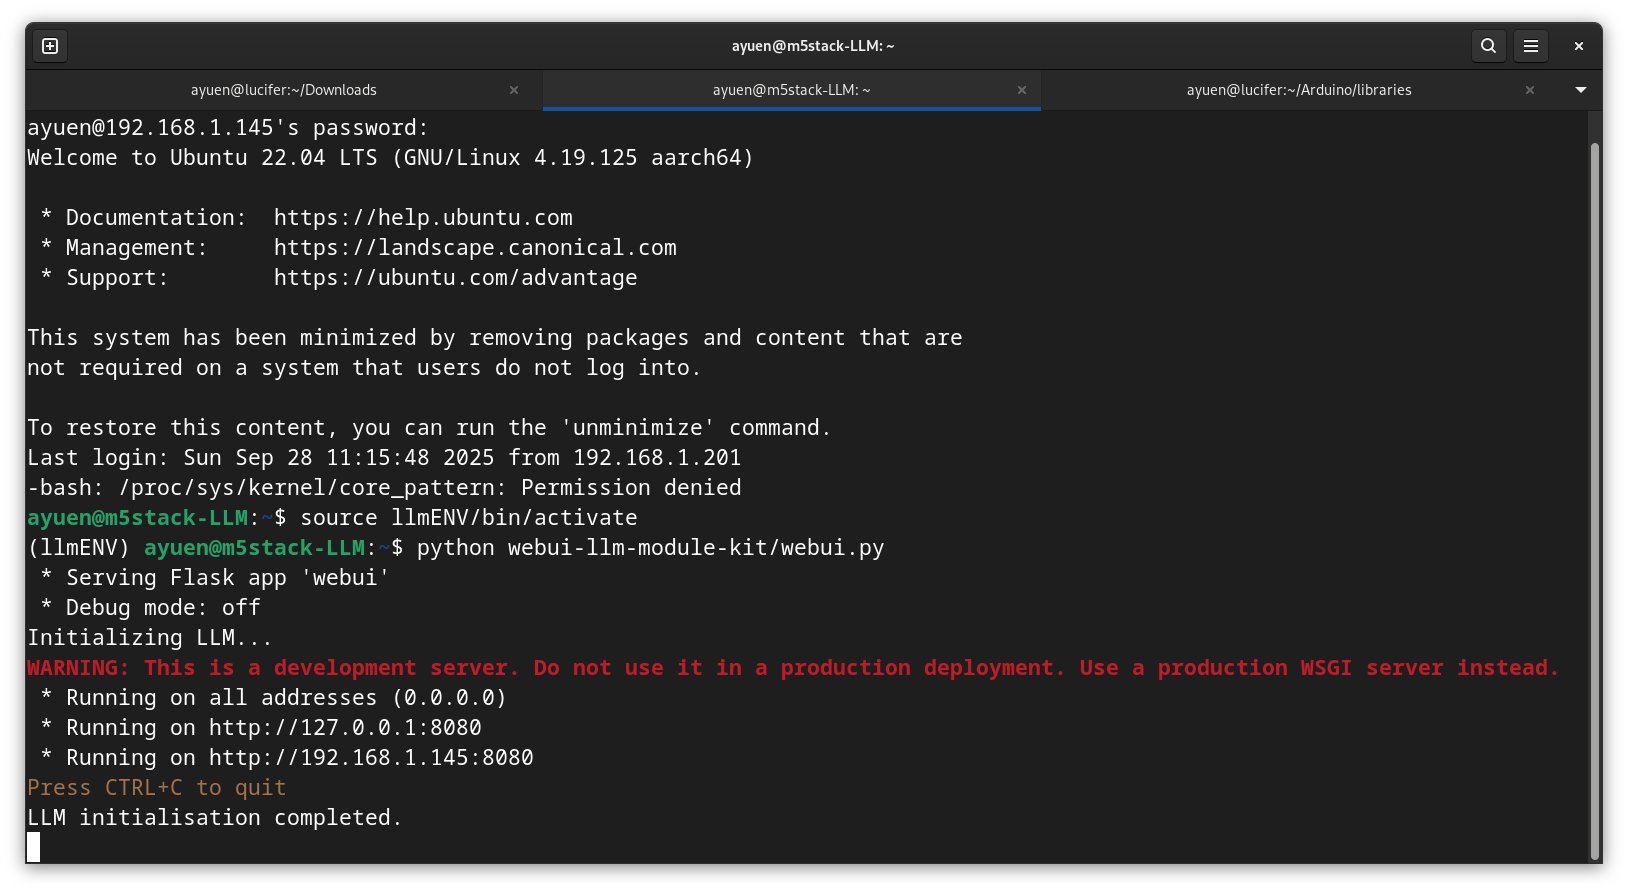 ayuen@m5stack-LLM: ~
ayuen@lucifer:~/Downloads
ayuen@m5stack-LLM: ~
ayuen@lucifer:~/Arduino/libraries
ayuen@192.168.1.145's password:
Welcome to Ubuntu 22.04 LTS (GNU/Linux 4.19.125 aarch64)
 * Documentation:  https://help.ubuntu.com
 * Management:     https://landscape.canonical.com
 * Support:        https://ubuntu.com/advantage
This system has been minimized by removing packages and content that are
not required on a system that users do not log into.
To restore this content, you can run the 'unminimize' command.
Last login: Sun Sep 28 11:15:48 2025 from 192.168.1.201
-bash: /proc/sys/kernel/core_pattern: Permission denied
ayuen@m5stack-LLM:~$ source llmENV/bin/activate
(llmENV) ayuen@m5stack-LLM:~$ python webui-llm-module-kit/webui.py
 * Serving Flask app 'webui'
 * Debug mode: off
Initializing LLM...
WARNING: This is a development server. Do not use it in a production deployment. Use a production WSGI server instead.
 * Running on all addresses (0.0.0.0)
 * Running on http://127.0.0.1:8080
 * Running on http://192.168.1.145:8080
Press CTRL+C to quit
LLM initialisation completed.